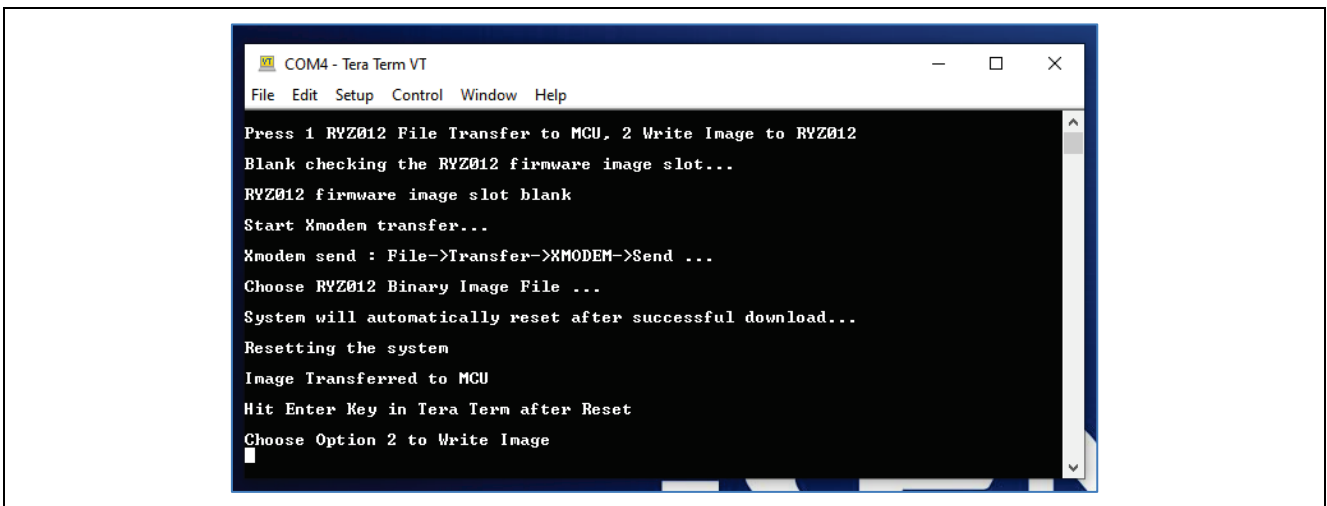 COM4 - Tera Term VT
File Edit Setup Control Window Help
Press 1 RYZ012 File Transfer to MCU, 2 Write Image to RYZ012
Blank checking the RYZ012 firmware image slot...
RYZ012 firmware image slot blank
Start Xmodem transfer...
Xmodem send : File->Transfer->XMODEM->Send ...
Choose RYZ012 Binary Image File ...
System will automatically reset after successful download...
Resetting the system
Image Transferred to MCU
Hit Enter Key in Tera Term after Reset
Choose Option 2 to Write Image